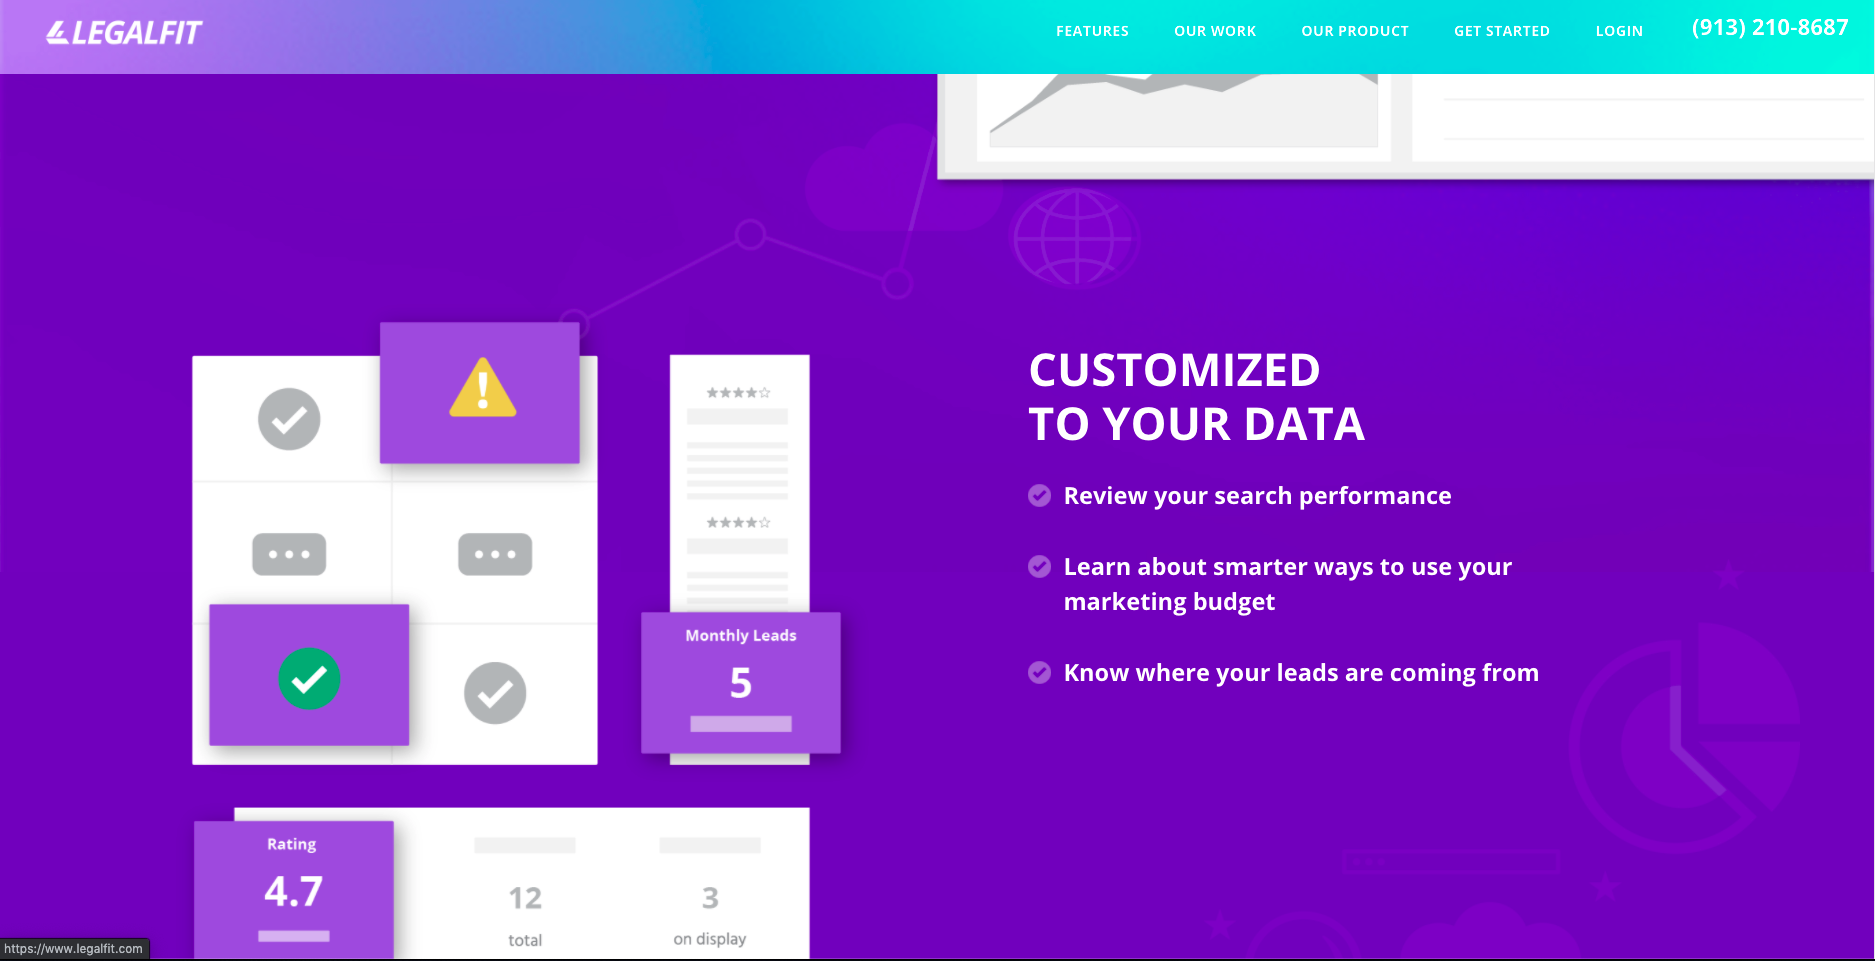 LEGALFIT
FEATURES
OUR WORK
OUR PRODUCT
GET STARTED
LOGIN
(913) 210-8687
CUSTOMIZED
TO YOUR DATA
Review your search performance
Learn about smarter ways to use your
marketing budget
Know where your leads are coming from
Monthly Leads
5
Rating
4.7
12
total
3
on display
https://www.legalfit.com